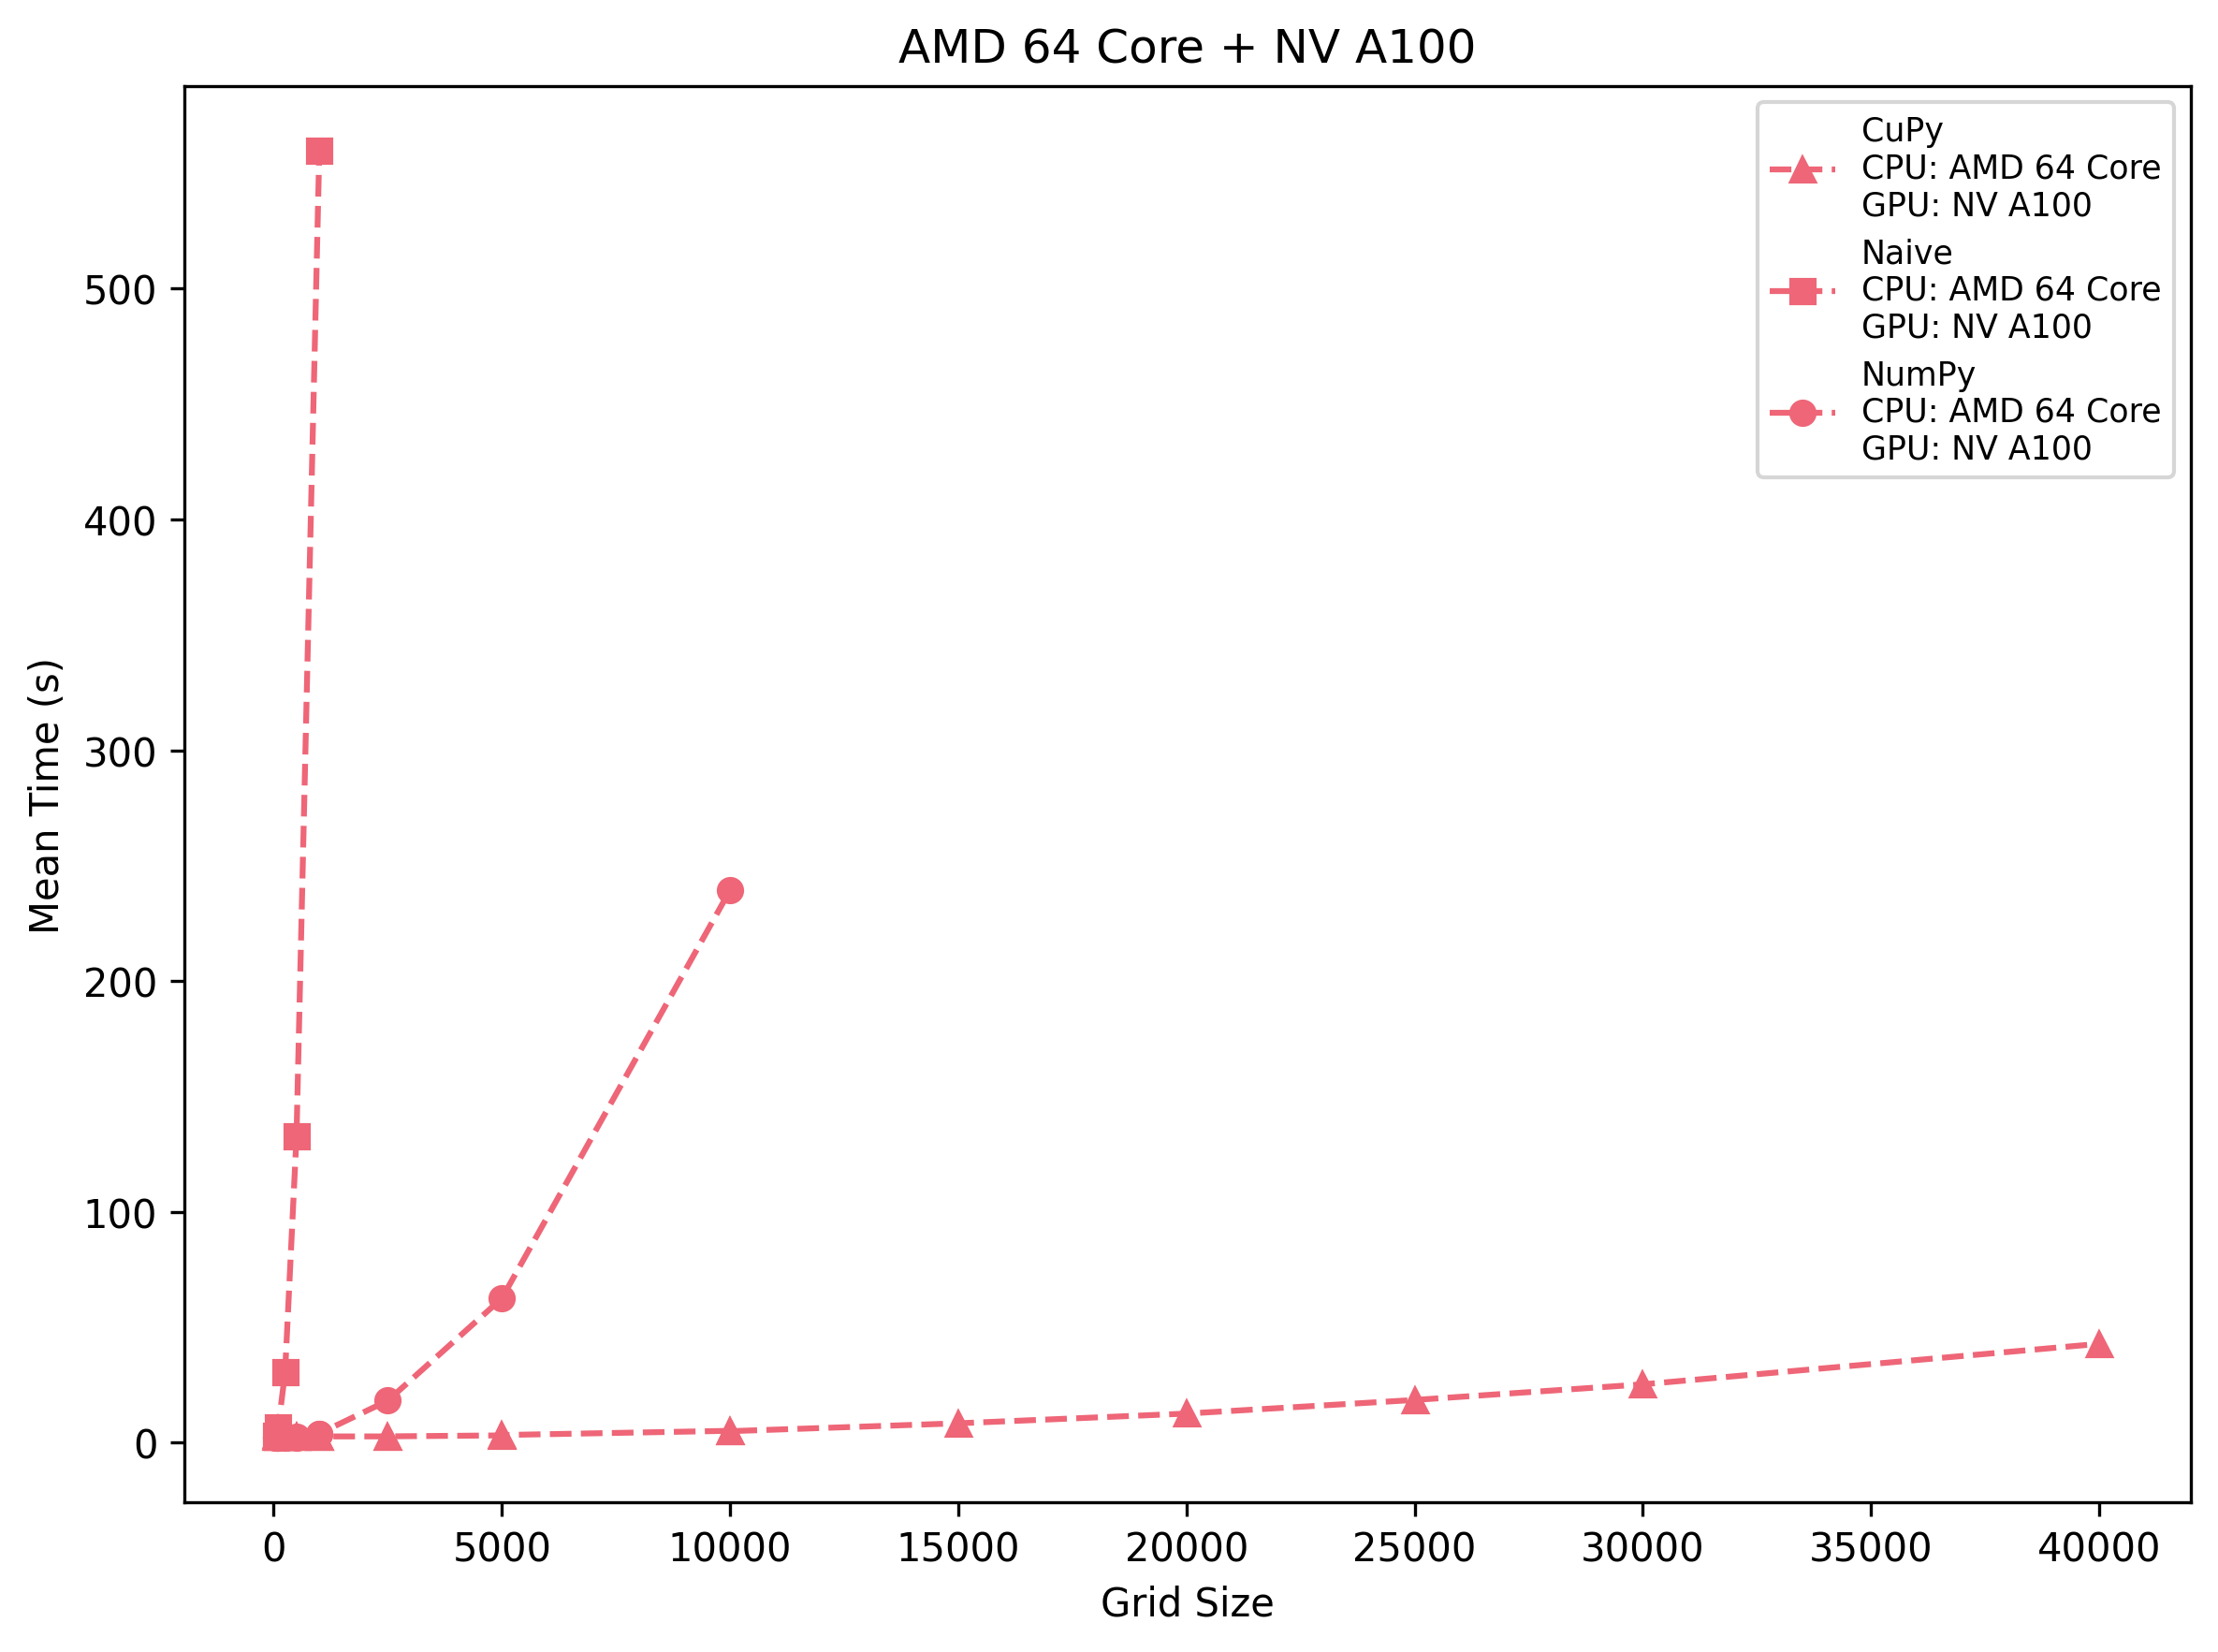 AMD 64 Core + NV A100
CuPy
CPU: AMD 64 Core
GPU: NV A100
Naive
CPU: AMD 64 Core
GPU: NV A100
NumPy
CPU: AMD 64 Core
GPU: NV A100
Mean Time (s)
500
400
300
200
100
0
0 5000 10000 15000 20000 25000 30000 35000 40000
Grid Size